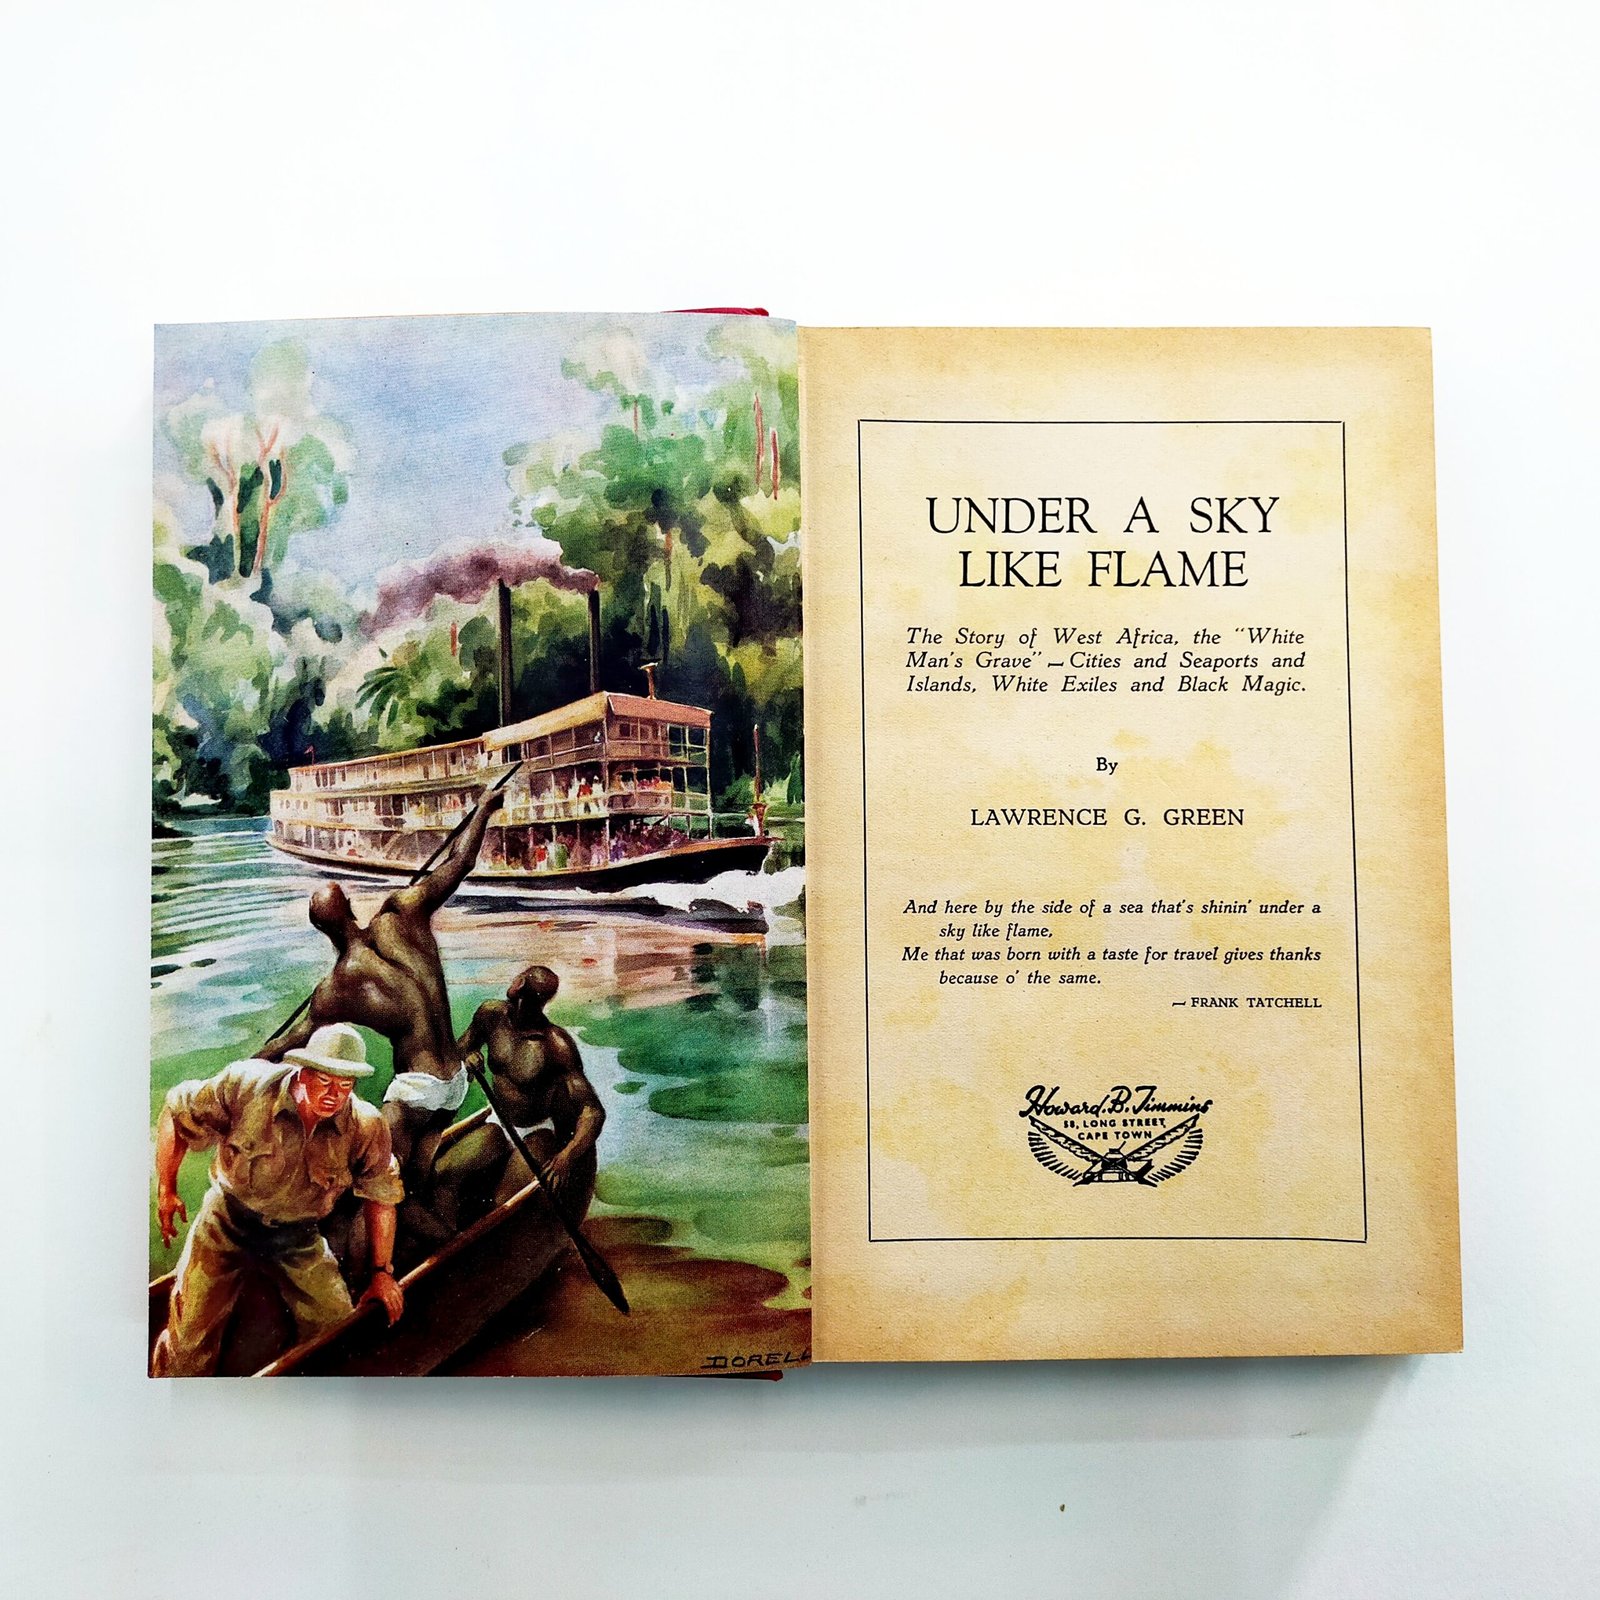 DORELL
UNDER A SKY
LIKE FLAME
The Story of West Africa, the "White
Man's Grave" — Cities and Seaports and
Islands, White Exiles and Black Magic.
By
LAWRENCE G. GREEN
And here by the side of a sea that's shinin' under a
sky like flame,
Me that was born with a taste for travel gives thanks
because o' the same.
— FRANK TATCHELL
Howard. B. Timmins
58, LONG STREET
CAPE TOWN